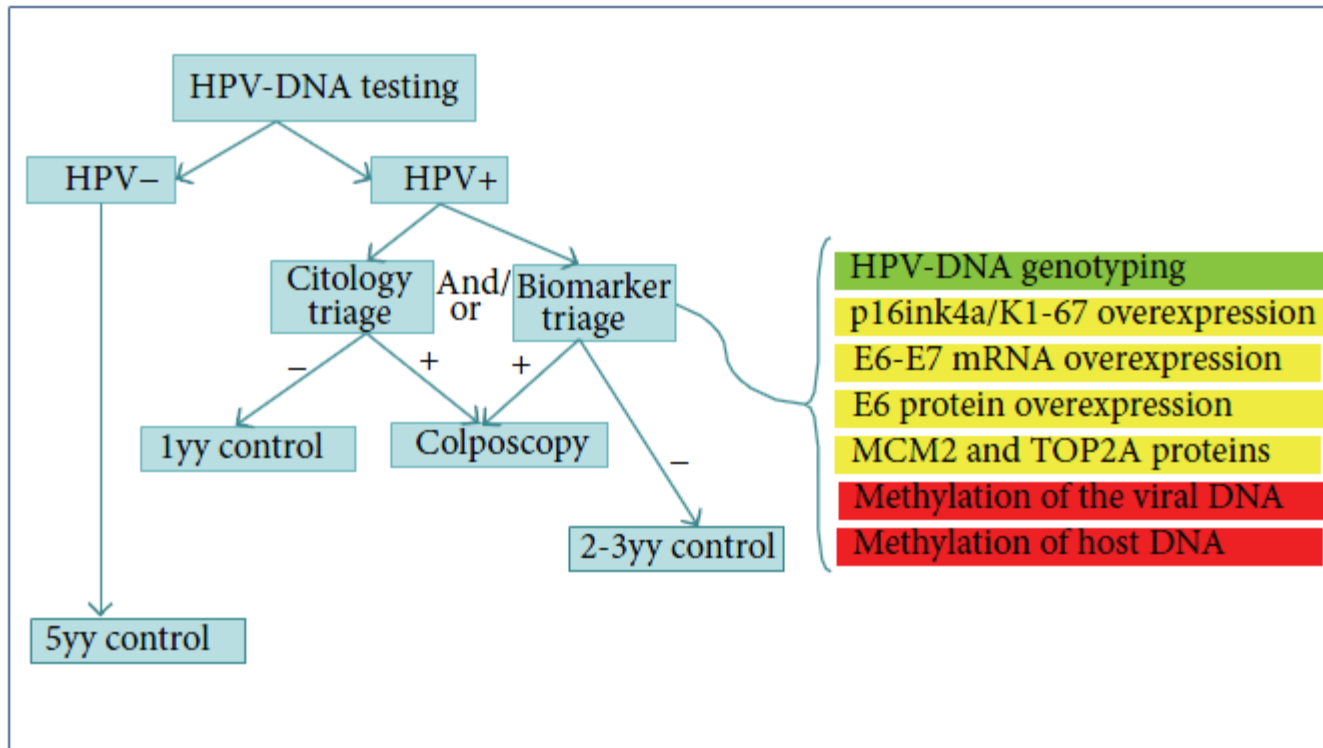 HPV-DNA testing
HPV–
HPV+
Citology
triage
And/
or
Biomarker
triage
–
+
+
–
1yy control
Colposcopy
2-3yy control
5yy control
HPV-DNA genotyping
p16ink4a/K1-67 overexpression
E6-E7 mRNA overexpression
E6 protein overexpression
MCM2 and TOP2A proteins
Methylation of the viral DNA
Methylation of host DNA